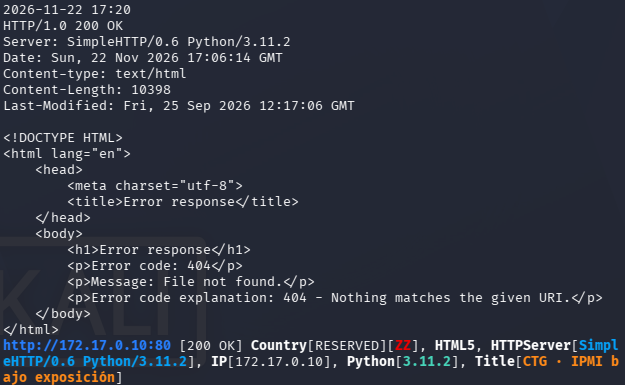 2026-11-22 17:20
HTTP/1.0 200 OK
Server: SimpleHTTP/0.6 Python/3.11.2
Date: Sun, 22 Nov 2026 17:06:14 GMT
Content-type: text/html
Content-Length: 10398
Last-Modified: Fri, 25 Sep 2026 12:17:06 GMT

<!DOCTYPE HTML>
<html lang="en">
    <head>
        <meta charset="utf-8">
        <title>Error response</title>
    </head>
    <body>
        <h1>Error response</h1>
        <p>Error code: 404</p>
        <p>Message: File not found.</p>
        <p>Error code explanation: 404 - Nothing matches the given URI.</p>
    </body>
</html>
http://172.17.0.10:80 [200 OK] Country[RESERVED][ZZ], HTML5, HTTPServer[Simpl
eHTTP/0.6 Python/3.11.2], IP[172.17.0.10], Python[3.11.2], Title[CTG · IPMI b
ajo exposición]
KALI